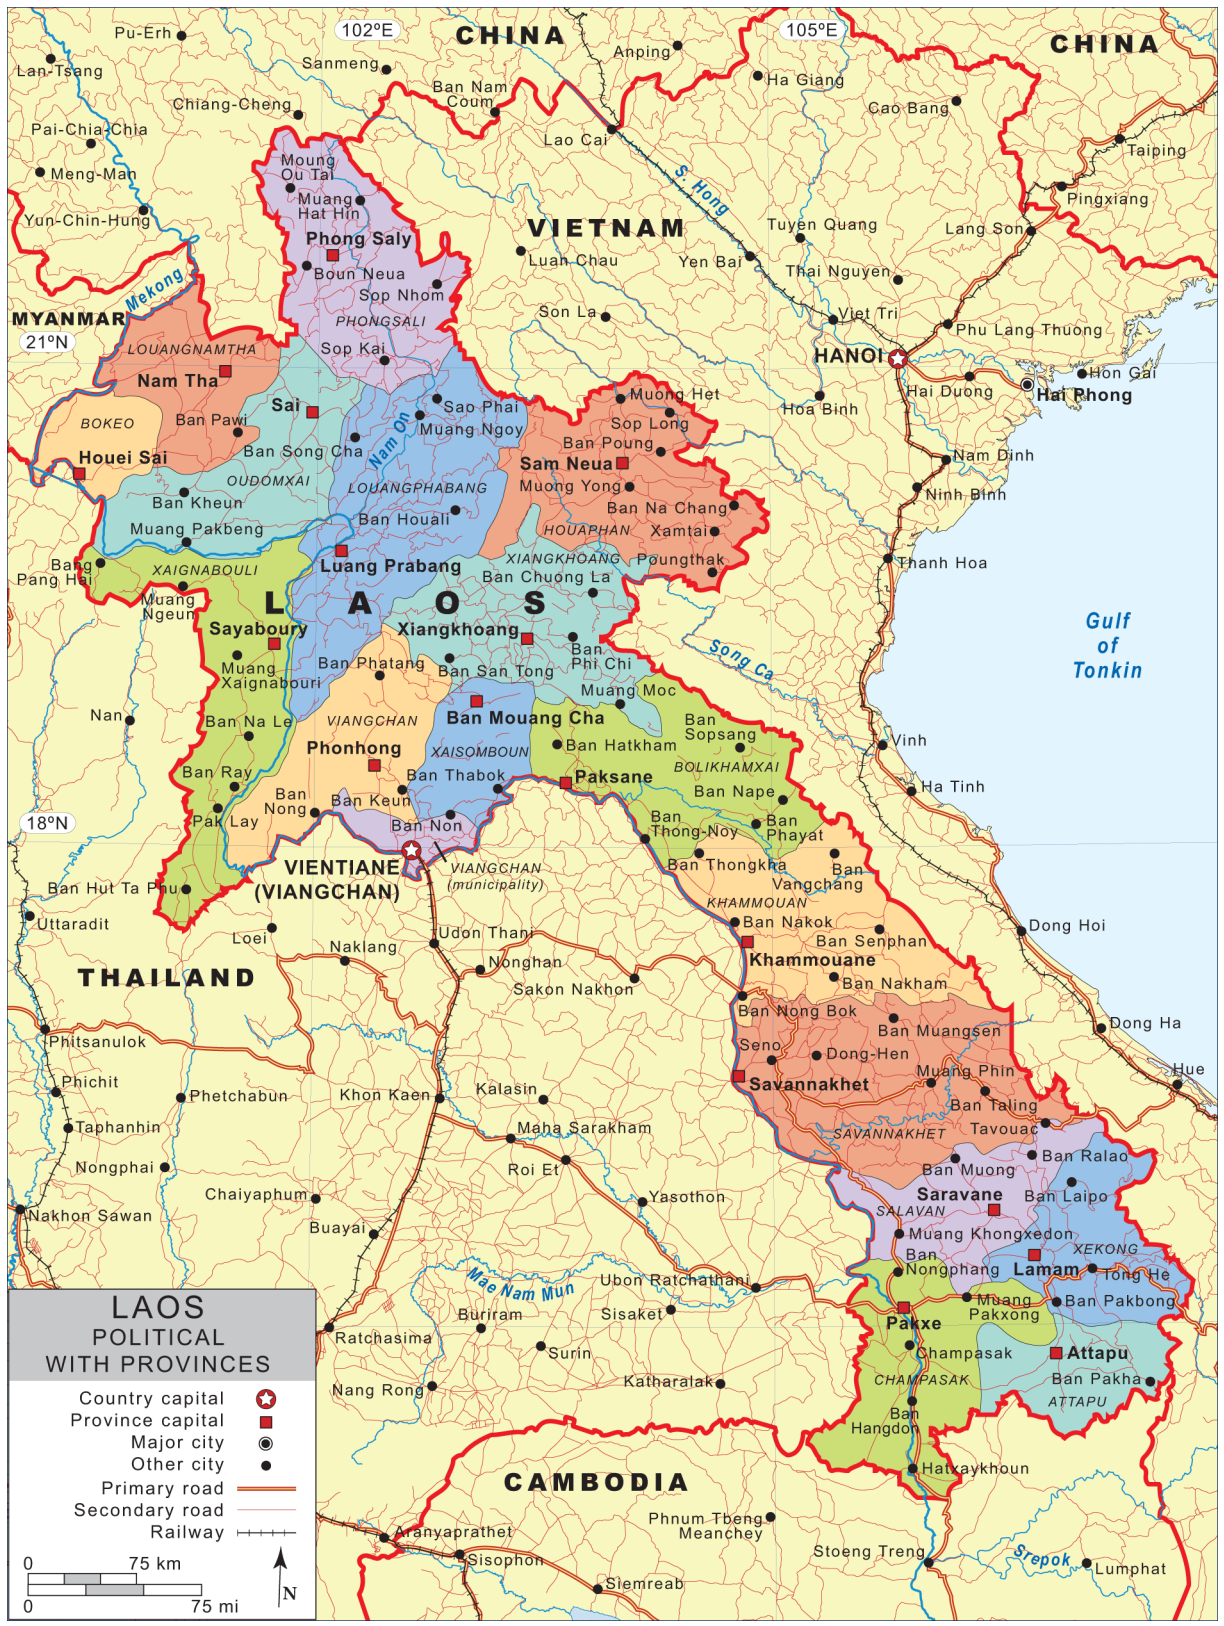 102ºE
105ºE
CHINA
CHINA
Pu-Erh
Lan-Tsang
Sanmeng
Anping
Ha Giang
Ban Nam
Coum
Cao Bang
Chiang-Cheng
Pai-Chia-Chia
Lao Cai
Taiping
Moung
Ou Tai
Meng-Man
S. Hong
Pingxiang
Muang
Hat Hin
Yun-Chin-Hung
VIETNAM
Tuyen Quang
Lang Son
Phong Saly
Luan Chau
Yen Bai
Thai Nguyen
Boun Neua
Mekong
Sop Nhom
MYANMAR
PHONGSALI
Son La
Viet Tri
Phu Lang Thuong
21ºN
LOUANGNAMTHA
Sop Kai
HANOI
Hon Gai
Nam Tha
Hai Duong
Hai Phong
Muong Het
Hoa Binh
Sai
Sao Phai
BOKEO
Ban Pawi
Muang Ngoy
Sop Long
Nam On
Ban Poung
Ban Song Cha
Houei Sai
Sam Neua
Nam Dinh
OUDOMXAI
LOUANGPHABANG
Muong Yong
Ninh Binh
Ban Kheun
Ban Na Chang
Ban Houali
Muang Pakbeng
HOUAPHAN
Xamtai
Bang
Pang Hai
XAIGNABOULI
Luang Prabang
XIANGKHOANG
Poungthak
Thanh Hoa
Ban Chuong La
Muang
Ngeun
LAOS
Gulf
of
Tonkin
Sayaboury
Xiangkhoang
Song Ca
Ban
Phi Chi
Muang
Xaignabouri
Ban Phatang
Ban San Tong
Muang Moc
Nan
Ban Na Le
VIANGCHAN
Ban Mouang Cha
Ban
Sopsang
Vinh
Phonhong
XAISOMBOUN
Ban Hatkham
BOLIKHAMXAI
Ban Ray
Ban Thabok
Paksane
Ha Tinh
Ban
Nong
Ban Keun
Ban Nape
18ºN
Pak Lay
Ban Non
Ban
Thong-Noy
Ban
Phayat
VIENTIANE
(VIANGCHAN)
VIANGCHAN
(municipality)
Ban Thongkha
Ban
Vangchang
Ban Hut Ta Phu
KHAMMOUAN
Uttaradit
Loei
Ban Nakok
Dong Hoi
Naklang
Udon Thani
Ban Senphan
THAILAND
Nonghan
Khammouane
Sakon Nakhon
Ban Nakham
Ban Nong Bok
Ban Muangsen
Dong Ha
Phitsanulok
Seno
Dong-Hen
Hue
Phichit
Phetchabun
Khon Kaen
Kalasin
Savannakhet
Muang Phin
Ban Taling
Taphanhin
Maha Sarakham
SAVANNAKHET
Tavouac
Nongphai
Roi Et
Ban Muong
Ban Ralao
Chaiyaphum
Yasothon
Saravane
Ban Laipo
Nakhon Sawan
SALAVAN
Buayai
Muang Khongxedon
XEKONG
Ban
Nongphang
Lamam
Tong He
Mae Nam Mun
Ubon Ratchathani
Muang
Pakxong
Ban Pakbong
Buriram
Sisaket
Pakxe
Ratchasima
Surin
Champasak
Attapu
Nang Rong
Katharalak
CHAMPASAK
Ban Pakha
ATTAPU
Ban
Hangdon
CAMBODIA
Hatxaykhoun
Phnum Tbeng
Meanchey
Aranyaprathet
Sisophon
Stoeng Treng
Srepok
Lumphat
Siemreab
LAOS
POLITICAL
WITH PROVINCES
Country capital
Province capital
Major city
Other city
Primary road
Secondary road
Railway
0 75 km
0 75 mi
N